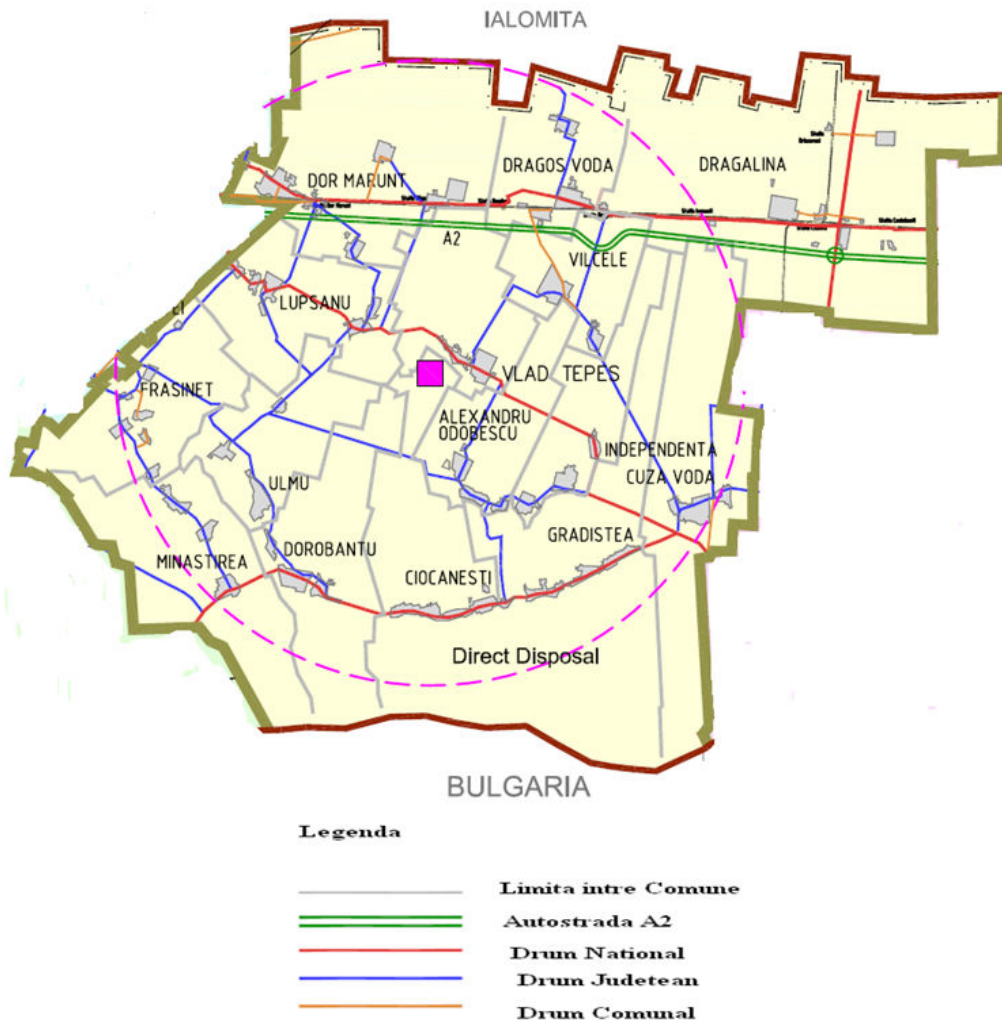 IALOMITA
DRAGOS VODA
DRAGALINA
DOR MARUNT
A2
VILCELE
LUPSANU
VLAD TEPES
FRASINET
ALEXANDRU
ODOBESCU
INDEPENDENTA
CUZA VODA
ULMU
GRADISTEA
MINASTIREA
DOROBANTU
CIOCANESTI
Direct Disposal
BULGARIA
Legenda
Limita intre Comune
Autostrada A2
Drum National
Drum Judetean
Drum Comunal